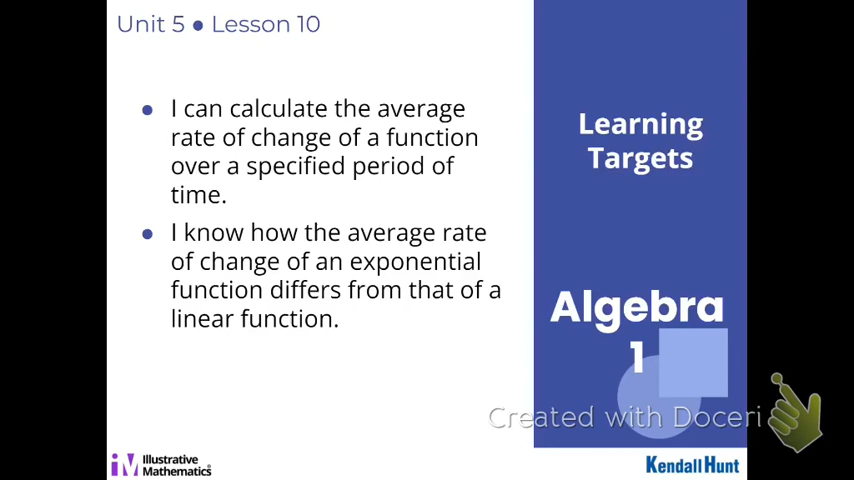 Unit 5 ● Lesson 10
● I can calculate the average
rate of change of a function
over a specified period of
time.
● I know how the average rate
of change of an exponential
function differs from that of a
linear function.
Learning
Targets
Algebra
1
Created with Doceri
Illustrative
Mathematics®
Kendall Hunt